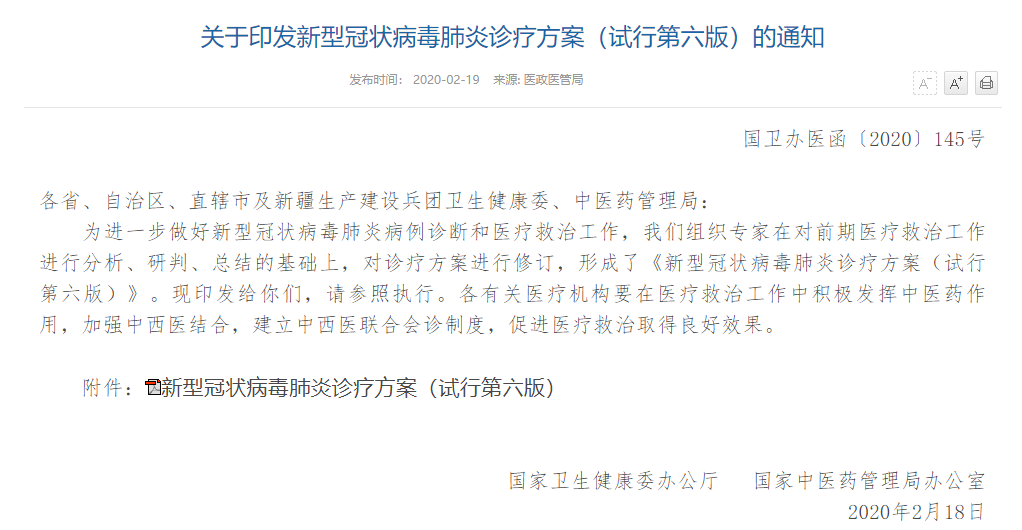 关于印发新型冠状病毒肺炎诊疗方案（试行第六版）的通知
发布时间： 2020-02-19 来源: 医政医管局
A-
A+
国卫办医函〔2020〕145号
各省、自治区、直辖市及新疆生产建设兵团卫生健康委、中医药管理局：
为进一步做好新型冠状病毒肺炎病例诊断和医疗救治工作，我们组织专家在对前期医疗救治工作
进行分析、研判、总结的基础上，对诊疗方案进行修订，形成了《新型冠状病毒肺炎诊疗方案（试行
第六版）》。现印发给你们，请参照执行。各有关医疗机构要在医疗救治工作中积极发挥中医药作
用，加强中西医结合，建立中西医联合会诊制度，促进医疗救治取得良好效果。
附件：新型冠状病毒肺炎诊疗方案（试行第六版）
国家卫生健康委办公厅 国家中医药管理局办公室
2020年2月18日